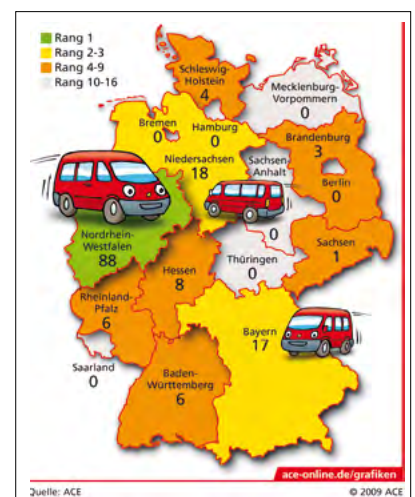 Rang 1
Rang 2-3
Rang 4-9
Rang 10-16
Schleswig-
Holstein
4
Mecklenburg-
Vorpommern
0
Bremen
0
Hamburg
0
Brandenburg
3
Niedersachsen
18
Sachsen-
Anhalt
0
Berlin
0
Nordrhein-
Westfalen
88
Hessen
8
Thüringen
0
Sachsen
1
Rheinland-
Pfalz
6
Bayern
17
Saarland
0
Baden-
Württemberg
6
ace-online.de/grafiken
Quelle: ACE
© 2009 ACE